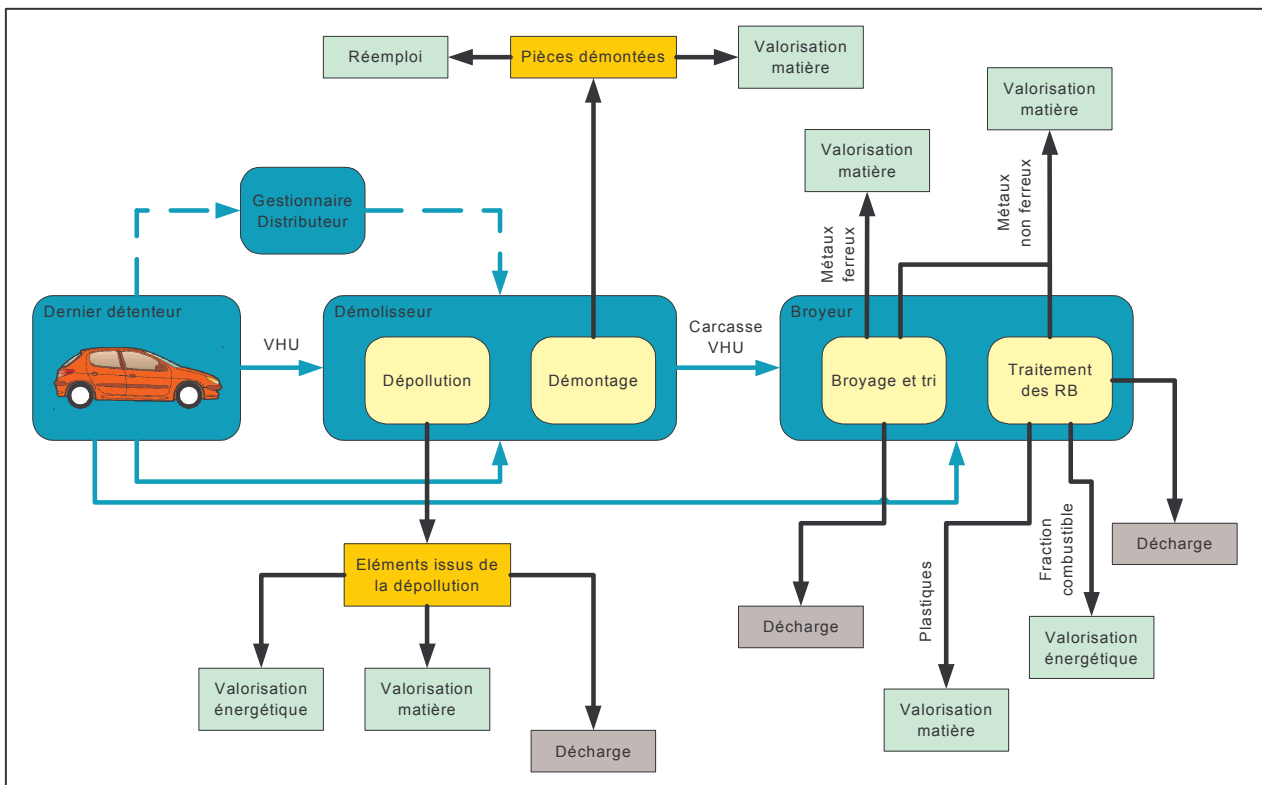 Réemploi
Pièces démontées
Valorisation
matière
Valorisation
matière
Valorisation
matière
Métaux
non ferreux
Métaux
ferreux
Gestionnaire
Distributeur
Dernier détenteur
VHU
Démolisseur
Dépollution
Démontage
Carcasse
VHU
Broyeur
Broyage et tri
Traitement
des RB
Eléments issus de
la dépollution
Valorisation
énergétique
Valorisation
matière
Décharge
Décharge
Plastiques
Valorisation
matière
Fraction
combustible
Valorisation
énergétique
Décharge